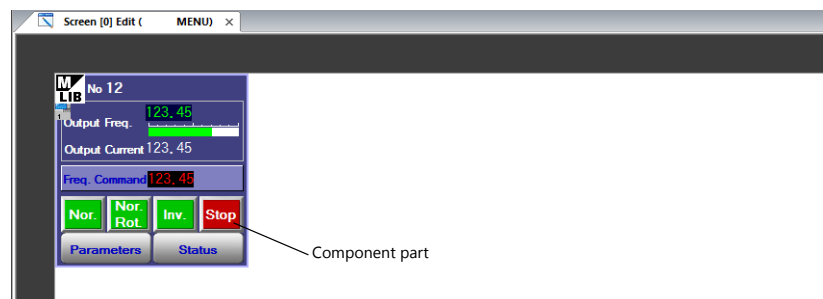 Screen [0] Edit ( MENU) ×
M LIB No 12
1
Output Freq. 123.45
Output Current 123.45
Freq. Command 123.45
Nor. Nor. Rot. Inv. Stop
Parameters Status
Component part